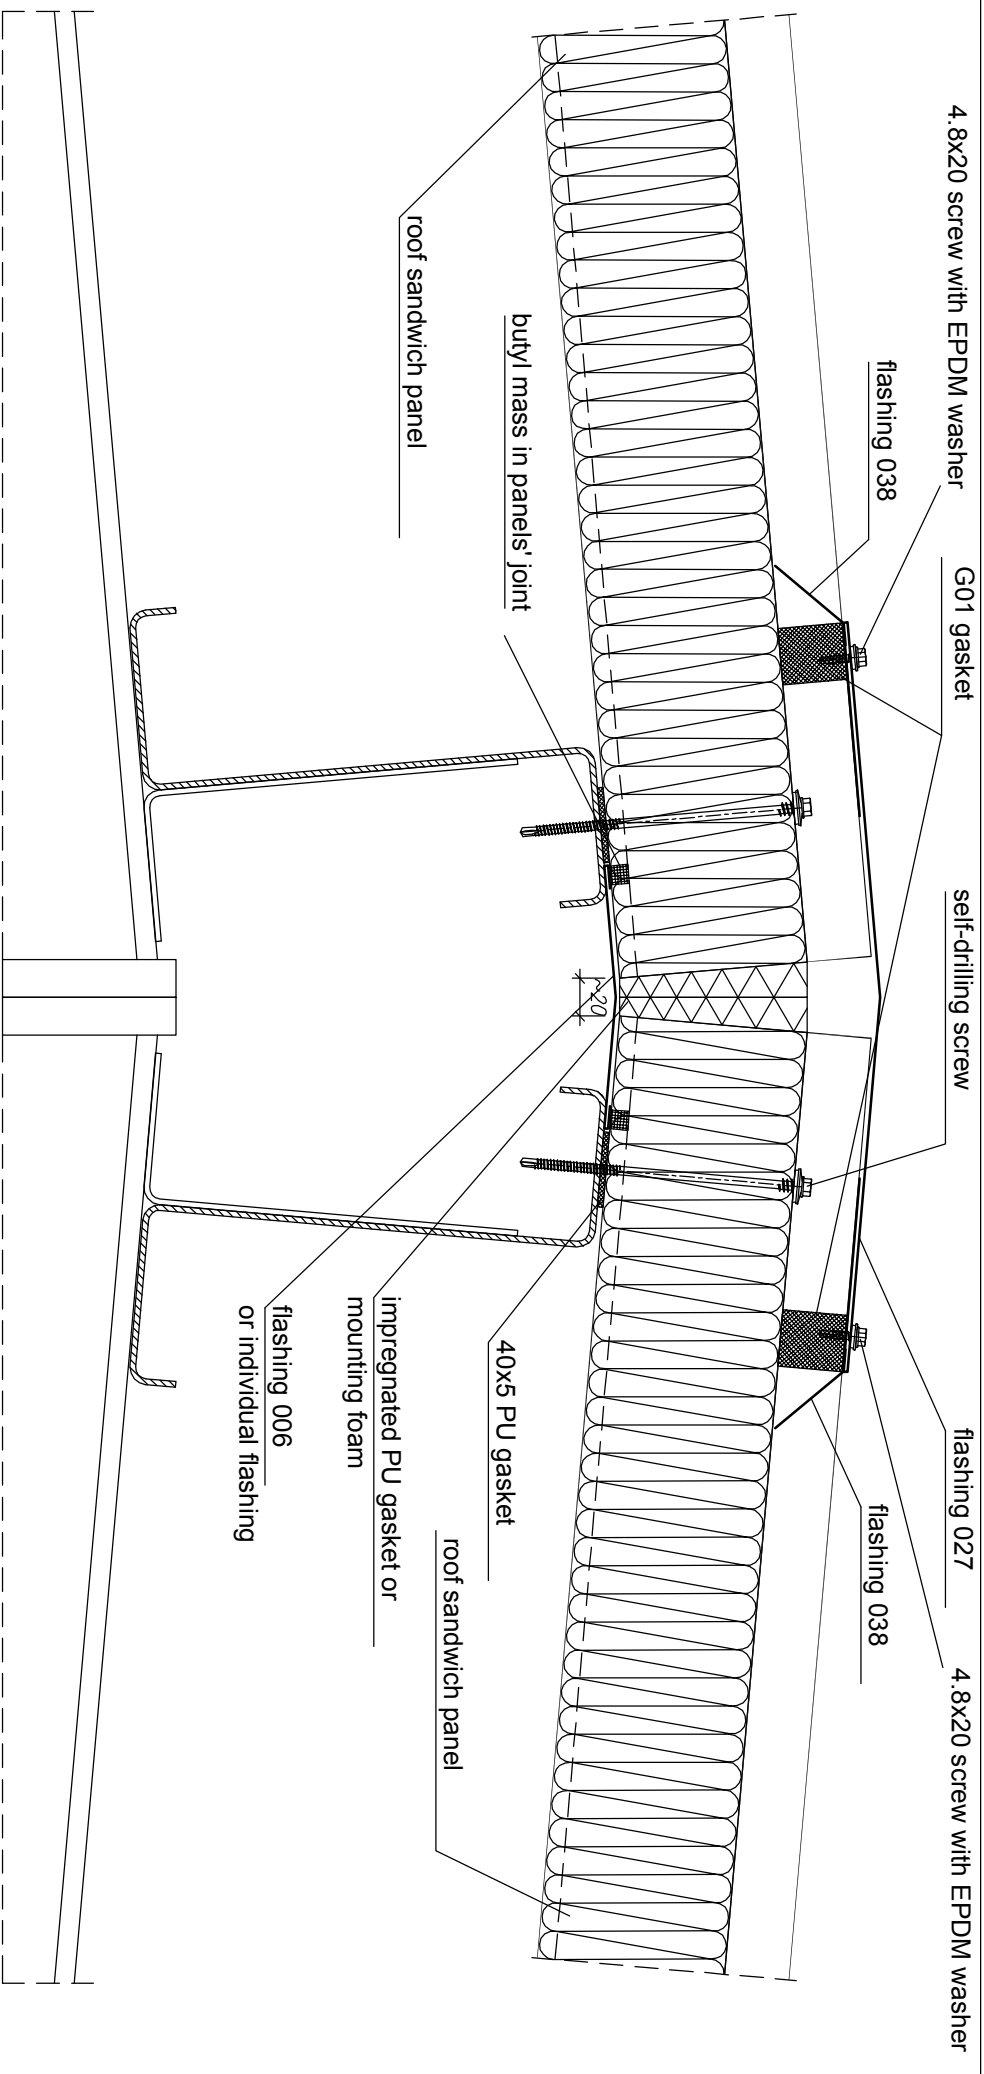 4.8x20 screw with EPDM washer
flashing 038
G01 gasket
self-drilling screw
flashing 027
flashing 038
4.8x20 screw with EPDM washer
roof sandwich panel
butyl mass in panels' joint
~20
40x5 PU gasket
impregnated PU gasket or
mounting foam
flashing 006
or individual flashing
roof sandwich panel